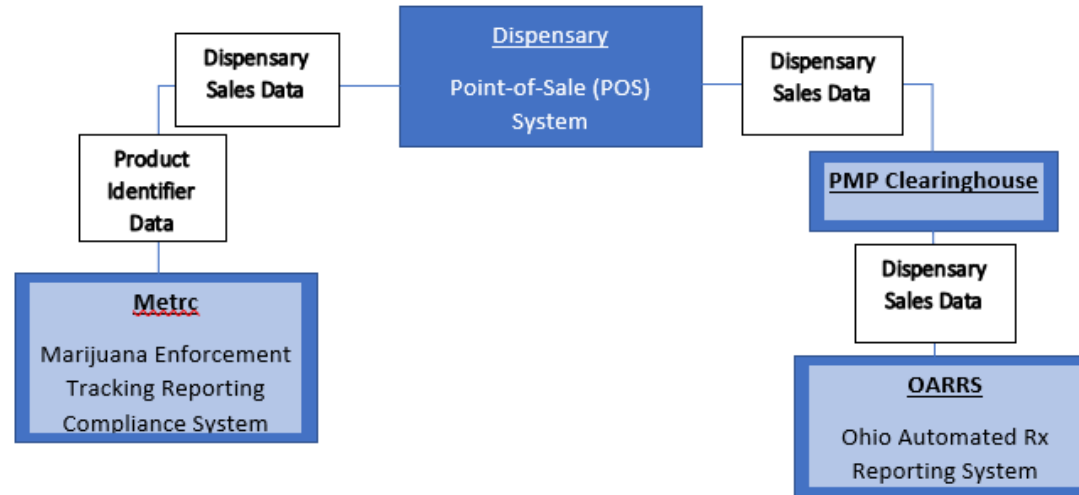 Dispensary
Point-of-Sale (POS)
System
Dispensary
Sales Data
Product
Identifier
Data
Metrc
Marijuana Enforcement
Tracking Reporting
Compliance System
Dispensary
Sales Data
PMP Clearinghouse
Dispensary
Sales Data
OARRS
Ohio Automated Rx
Reporting System